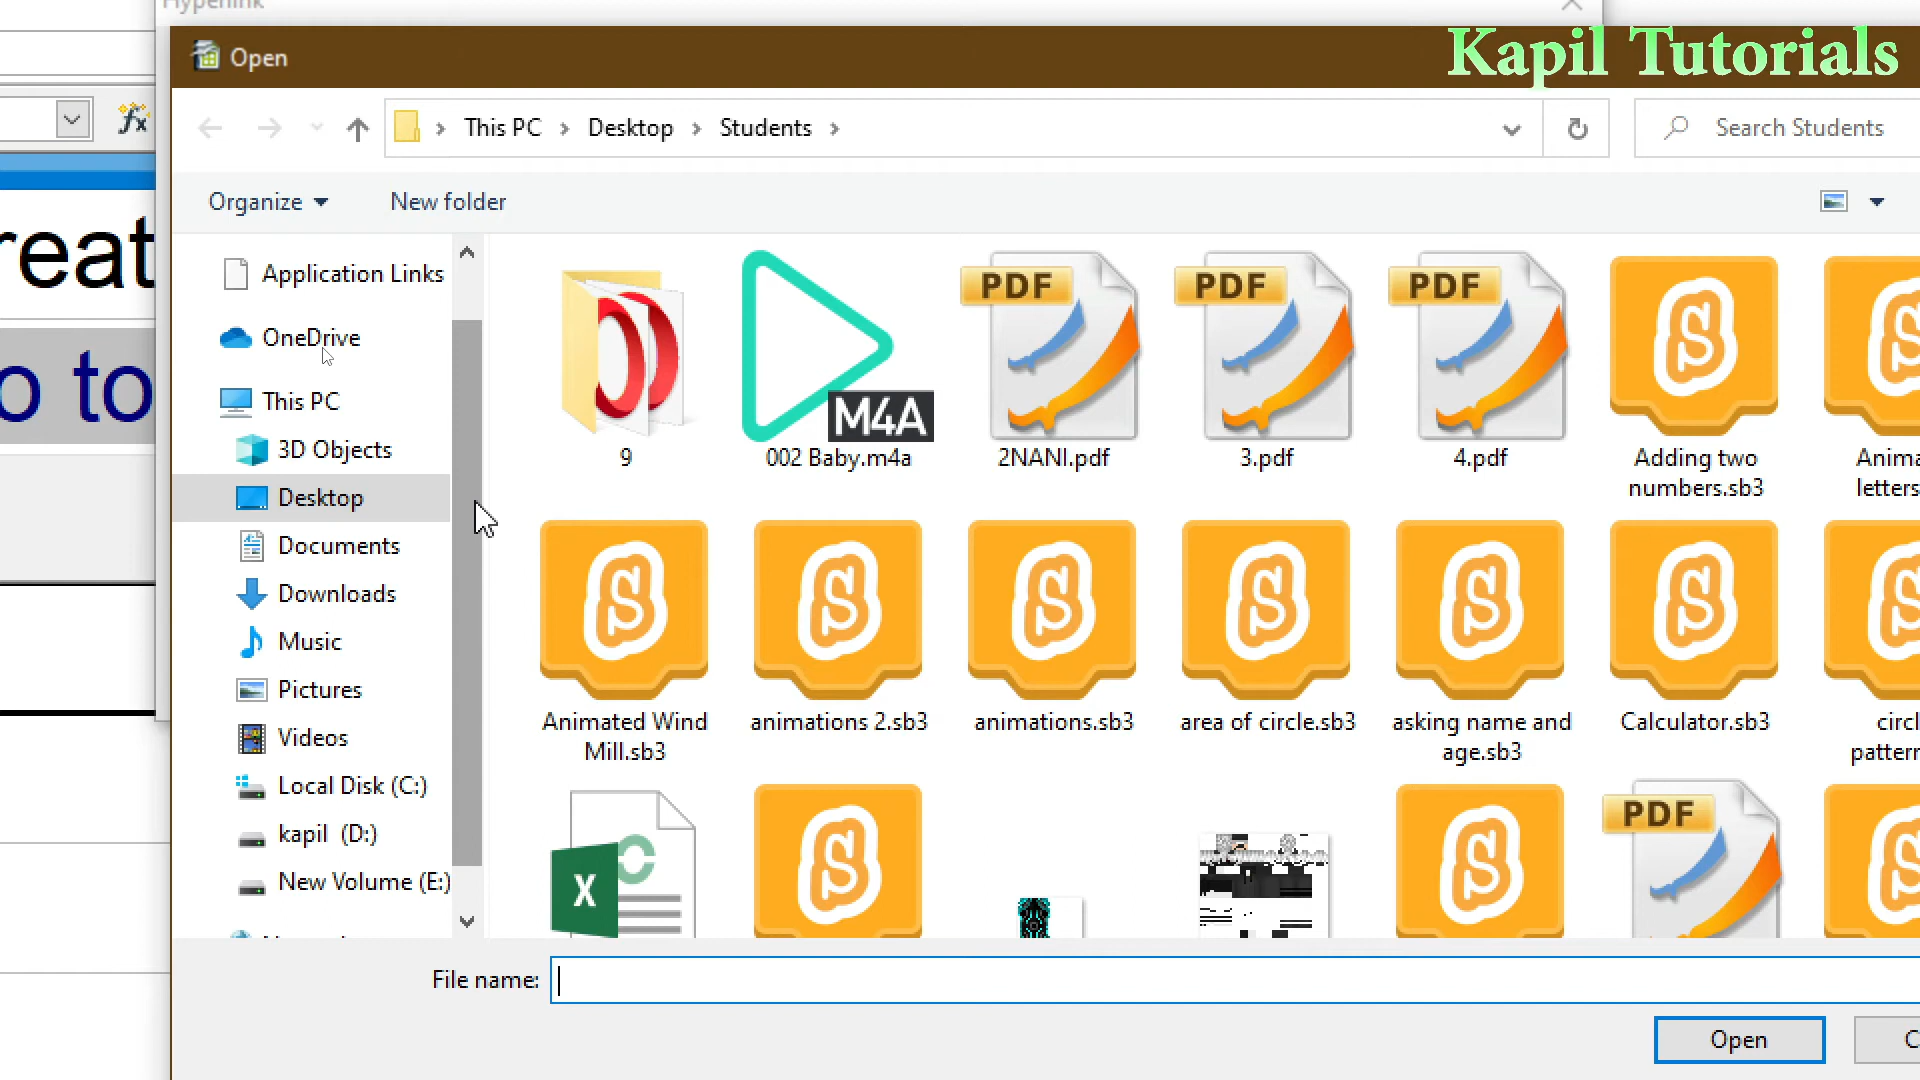 Hyperlink
Open
Kapil Tutorials
fx
This PC
Desktop
Students
Search Students
Organize
New folder
reat
o to
Application Links
OneDrive
This PC
3D Objects
Desktop
Documents
Downloads
Music
Pictures
Videos
Local Disk (C:)
kapil (D:)
New Volume (E:)
9
M4A
002 Baby.m4a
PDF
2NANI.pdf
PDF
3.pdf
PDF
4.pdf
Adding two
numbers.sb3
Anima
letters
Animated Wind
Mill.sb3
animations 2.sb3
animations.sb3
area of circle.sb3
asking name and
age.sb3
Calculator.sb3
circl
pattern
X
PDF
File name:
Open
C